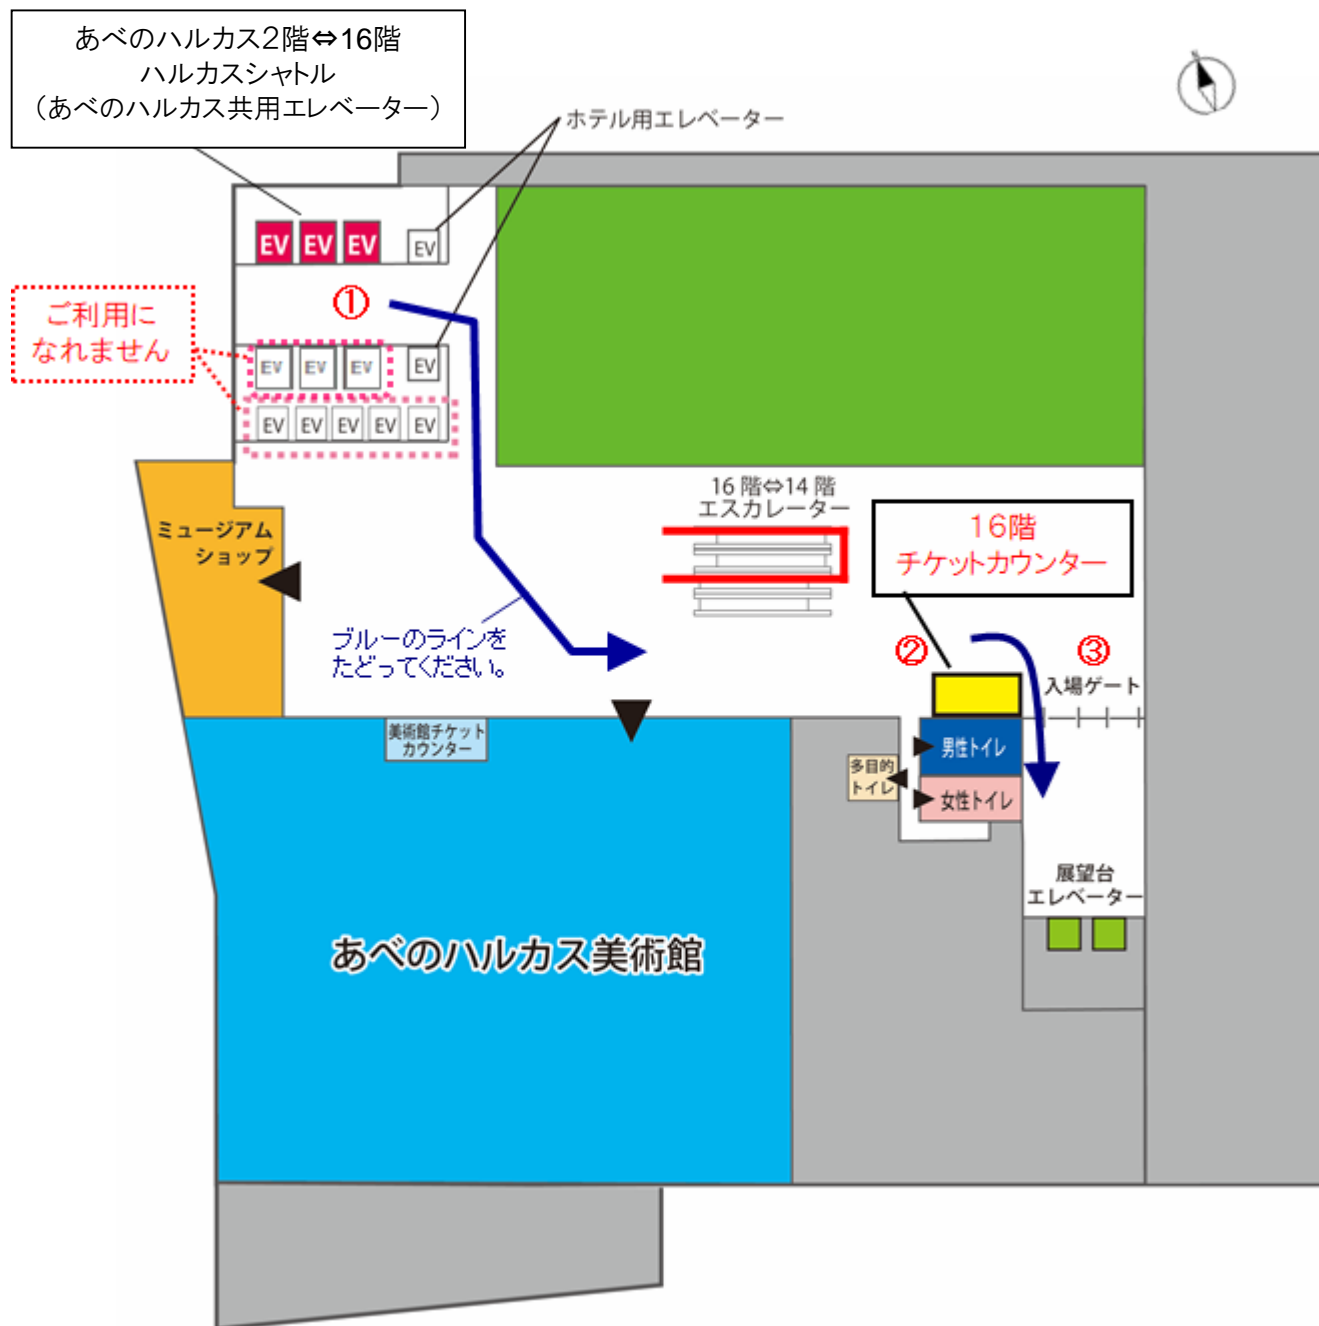 あべのハルカス2階⇔16階
ハルカスシャトル
（あべのハルカス共用エレベーター）
ホテル用エレベーター
EV EV EV EV
ご利用に
なれません
①
EV EV EV EV
EV EV EV EV EV
ミュージアム
ショップ
16階⇔14階
エスカレーター
16階
チケットカウンター
ブルーのラインを
たどってください。
②
③
入場ゲート
美術館チケット
カウンター
男性トイレ
多目的
トイレ
女性トイレ
展望台
エレベーター
あべのハルカス美術館